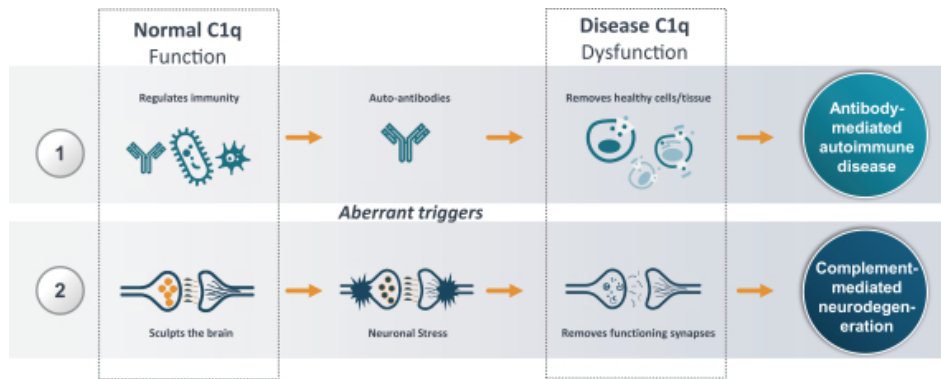 Normal C1q
Function
Disease C1q
Dysfunction
1
Regulates immunity
Auto-antibodies
Removes healthy cells/tissue
Antibody-
mediated
autoimmune
disease
Aberrant triggers
2
Sculpts the brain
Neuronal Stress
Removes functioning synapses
Complement-
mediated
neurodegen-
eration